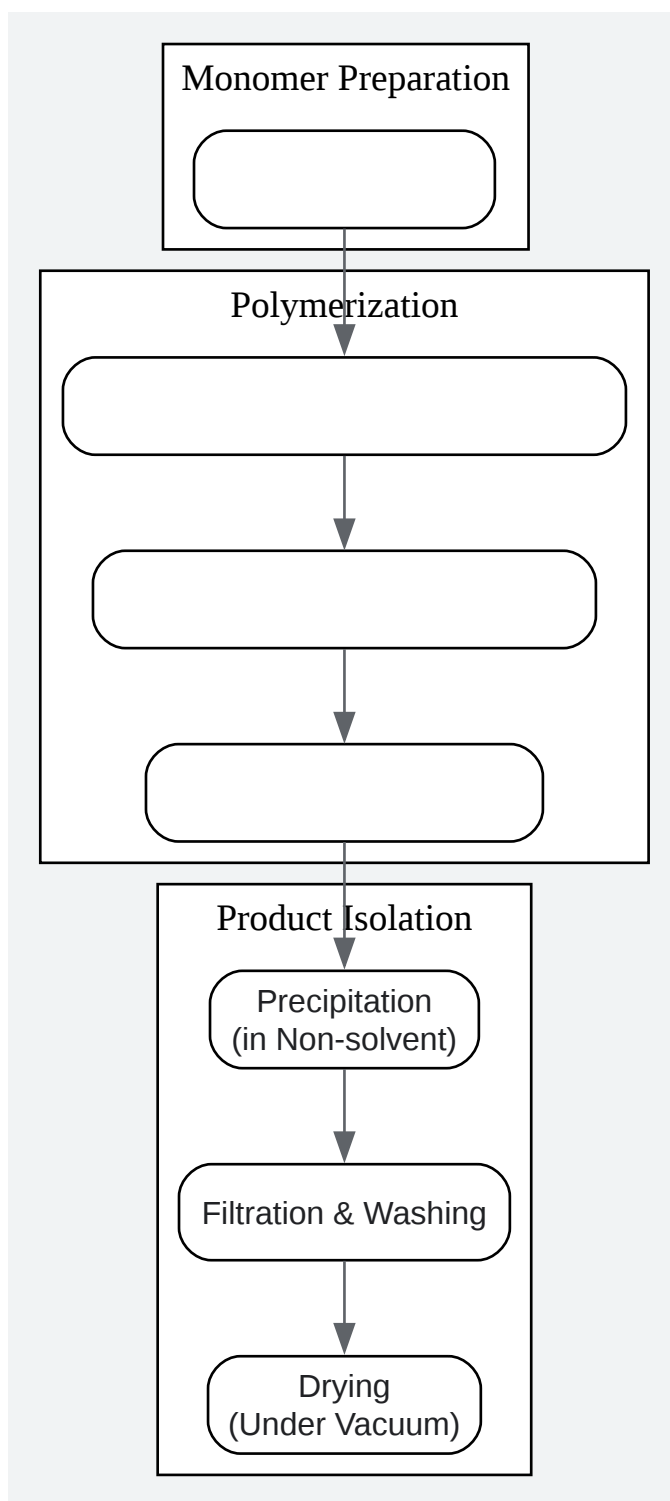 Monomer Preparation
Polymerization
Product Isolation
Precipitation
(in Non-solvent)
Filtration & Washing
Drying
(Under Vacuum)